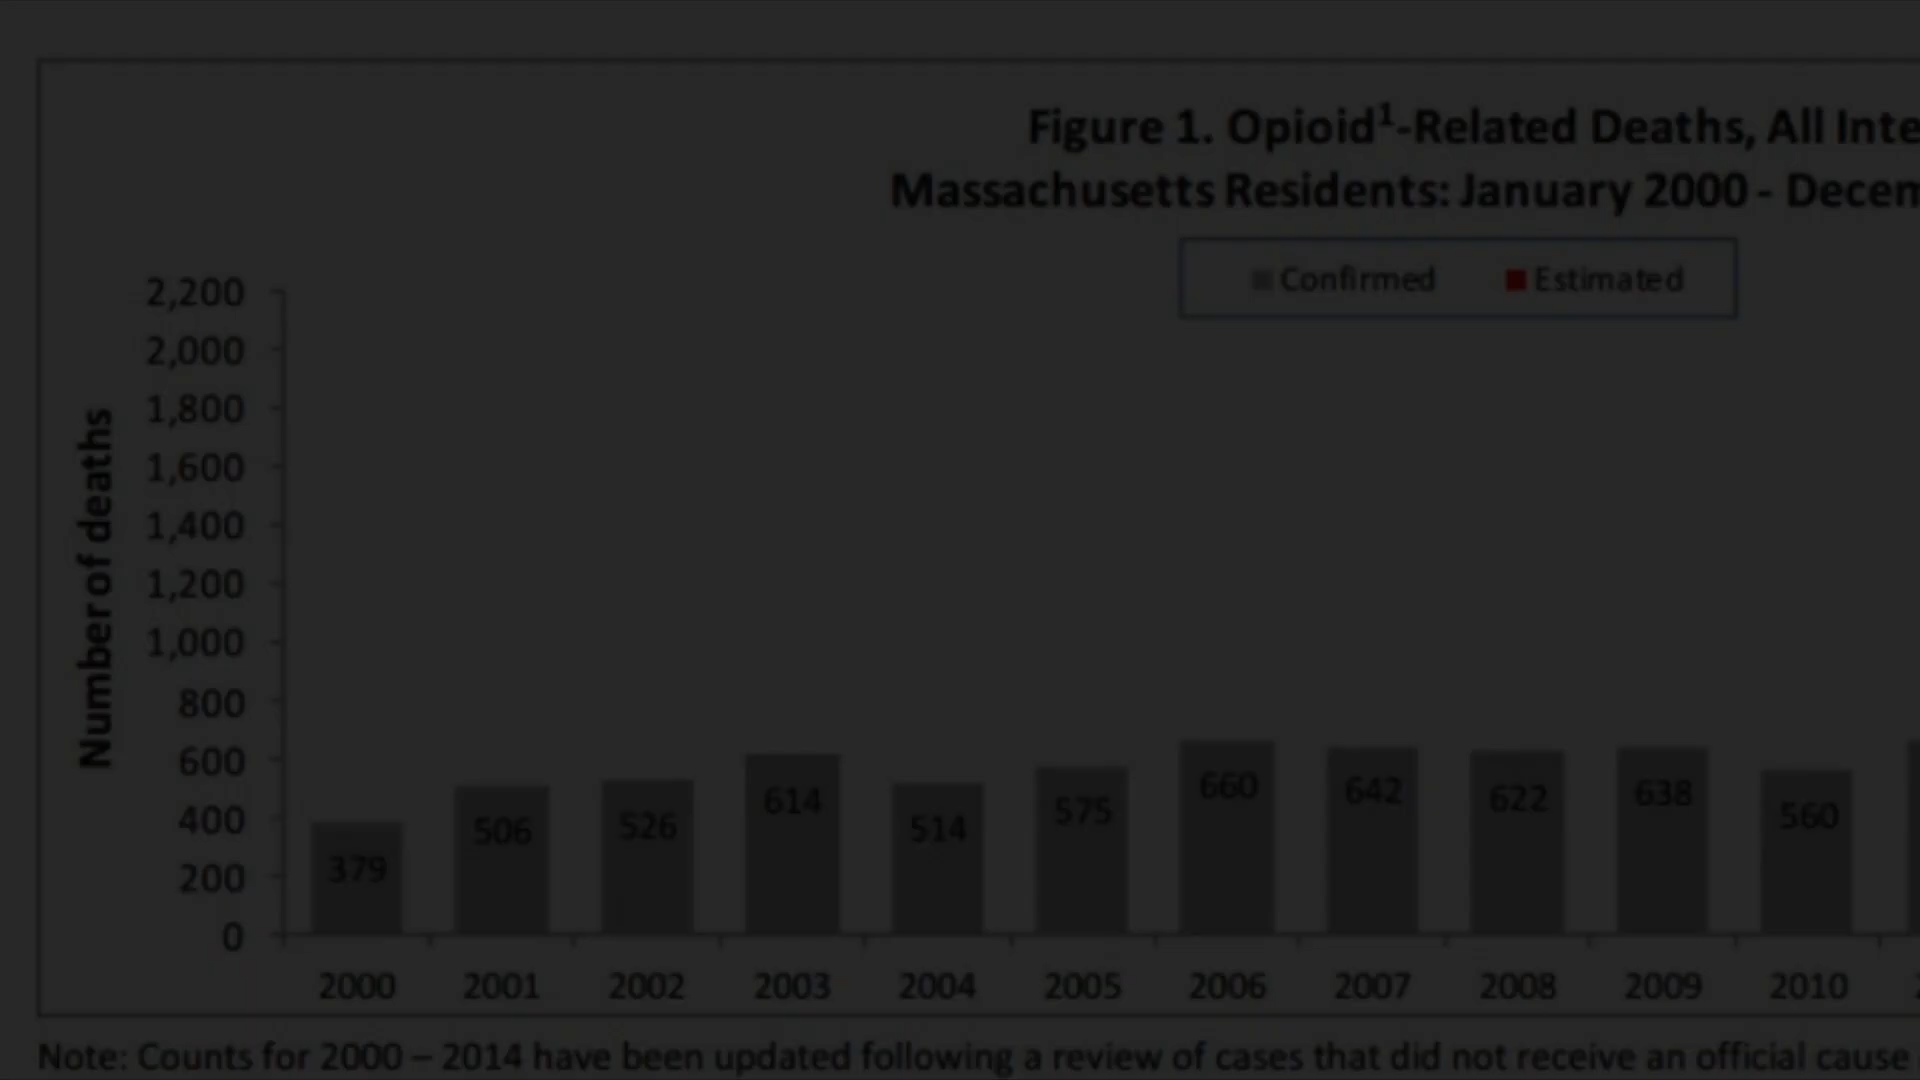 Figure 1. Opioid¹-Related Deaths, All Inte
Massachusetts Residents: January 2000 - Decem
Confirmed Estimated
Number of deaths
2,200
2,000
1,800
1,600
1,400
1,200
1,000
800
600
400
200
0
379 506 526 614 514 575 660 642 622 638 560
2000 2001 2002 2003 2004 2005 2006 2007 2008 2009 2010
Note: Counts for 2000 – 2014 have been updated following a review of cases that did not receive an official cause